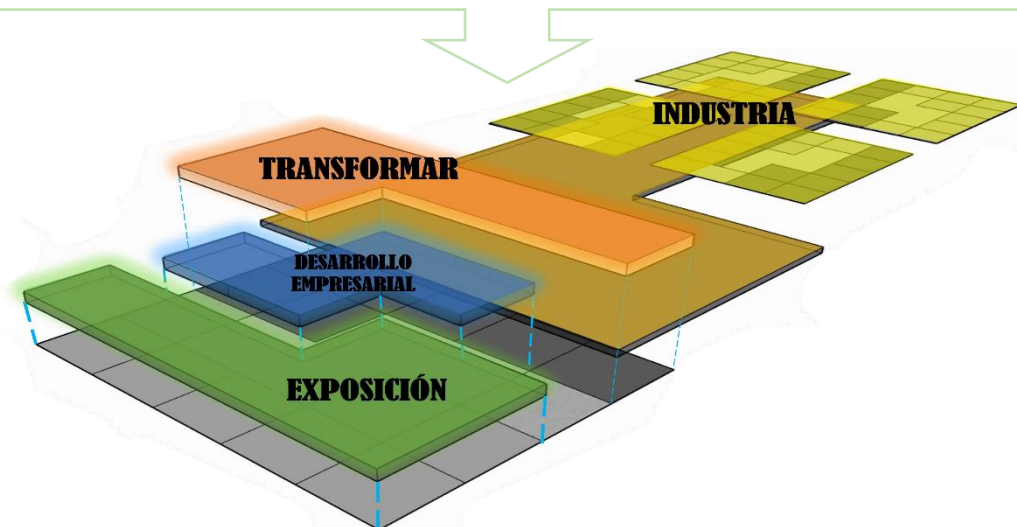 INDUSTRIA
TRANSFORMAR
DESARROLLO
EMPRESARIAL
EXPOSICIÓN